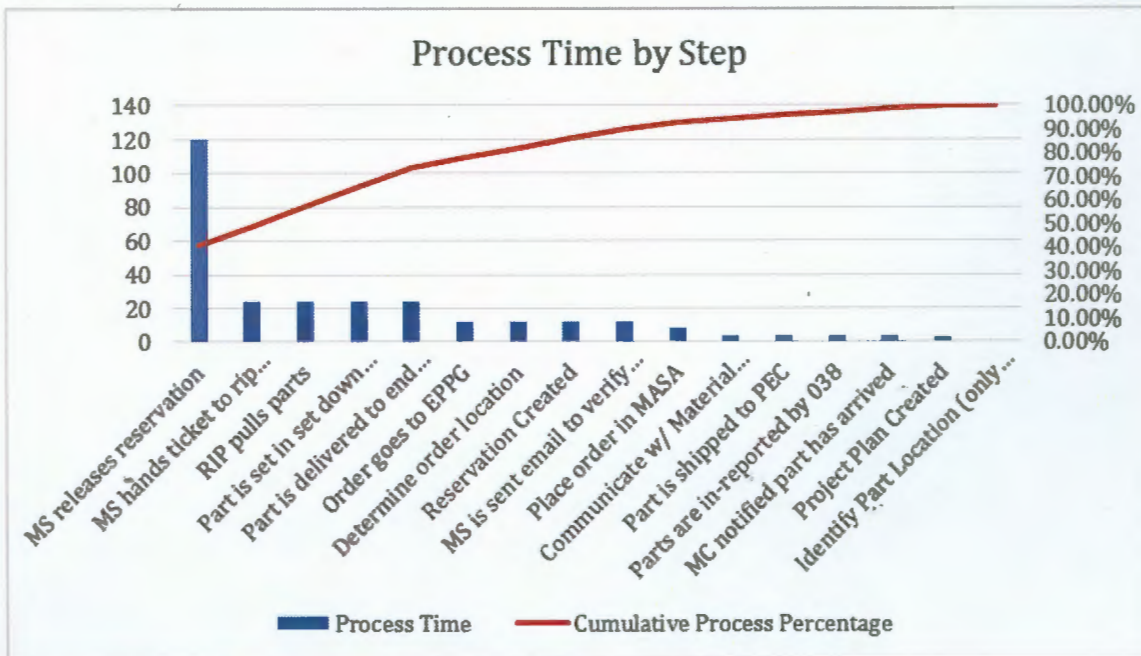 Process Time by Step
140
120
100
80
60
40
20
0
100.00%
90.00%
80.00%
70.00%
60.00%
50.00%
40.00%
30.00%
20.00%
10.00%
0.00%
MS releases reservation
MS hands ticket to rip...
RIP pulls parts
Part is set in set down...
Part is delivered to end...
Order goes to EPPG
Determine order location
Reservation Created
MS is sent email to verify...
Place order in MASA
Communicate w/ Material...
Part is shipped to PEC
Parts are in-reported by 038
MC notified part has arrived
Project Plan Created
Identify Part Location (only...
Process Time
Cumulative Process Percentage